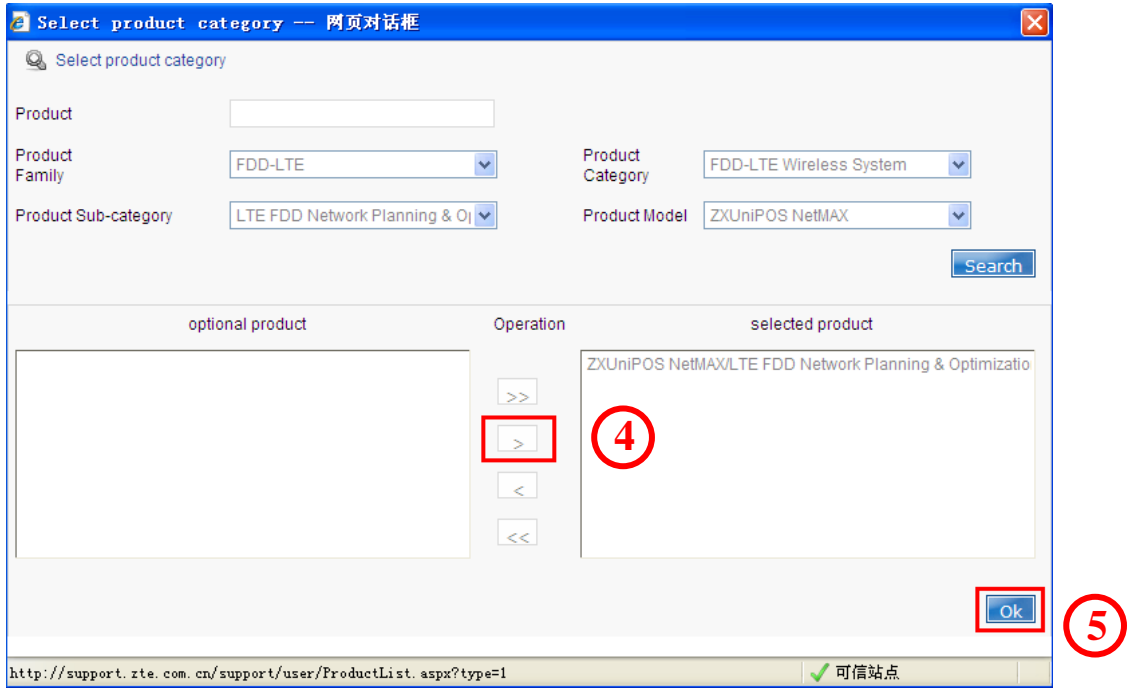 Select product category -- 网页对话框
Select product category
Product
Product Family
FDD-LTE
Product Category
FDD-LTE Wireless System
Product Sub-category
LTE FDD Network Planning & O
Product Model
ZXUniPOS NetMAX
Search
optional product
Operation
selected product
ZXUniPOS NetMAX/LTE FDD Network Planning & Optimizatio
>>
>
4
<
<<
Ok
5
http://support.zte.com.cn/support/user/ProductList.aspx?type=1
可信站点